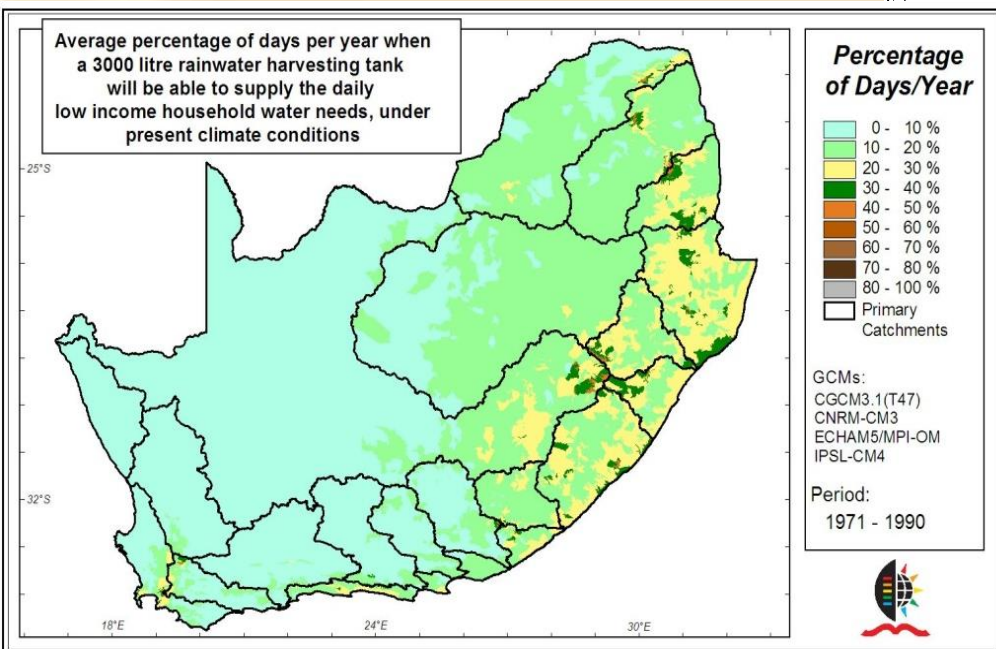 Average percentage of days per year when
a 3000 litre rainwater harvesting tank
will be able to supply the daily
low income household water needs, under
present climate conditions
Percentage
of Days/Year
0 - 10 %
10 - 20 %
20 - 30 %
30 - 40 %
40 - 50 %
50 - 60 %
60 - 70 %
70 - 80 %
80 - 100 %
Primary
Catchments
GCMs:
CGCM3.1(T47)
CNRM-CM3
ECHAM5/MPI-OM
IPSL-CM4
Period:
1971 - 1990
25°S
32°S
18°E
24°E
30°E